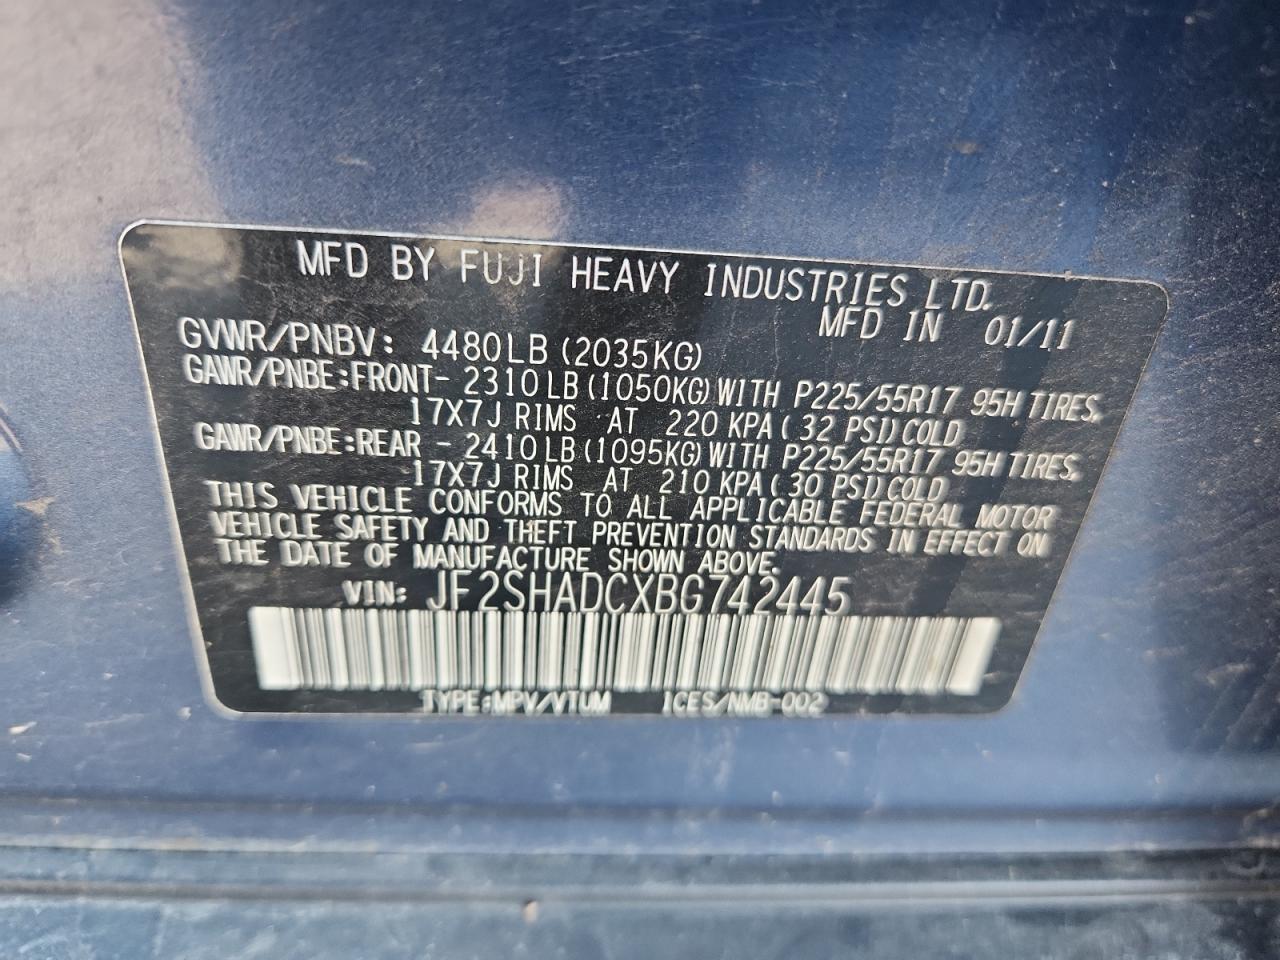 MFD BY FUJI HEAVY INDUSTRIES LTD.
MFD IN 01/11
GVWR/PNBV: 4480LB (2035KG)
GAWR/PNBE:FRONT- 2310LB(1050KG)WITH P225/55R17 95H TIRES,
17X7J RIMS AT 220 KPA(32 PSI)COLD
GAWR/PNBE:REAR - 2410LB(1095KG)WITH P225/55R17 95H TIRES,
17X7J RIMS AT 210 KPA(30 PSI)COLD
THIS VEHICLE CONFORMS TO ALL APPLICABLE FEDERAL MOTOR
VEHICLE SAFETY AND THEFT PREVENTION STANDARDS IN EFFECT ON
THE DATE OF MANUFACTURE SHOWN ABOVE.
VIN: JF2SHADCXBG742445
TYPE:MPV/VTUM ICES/NMB-002